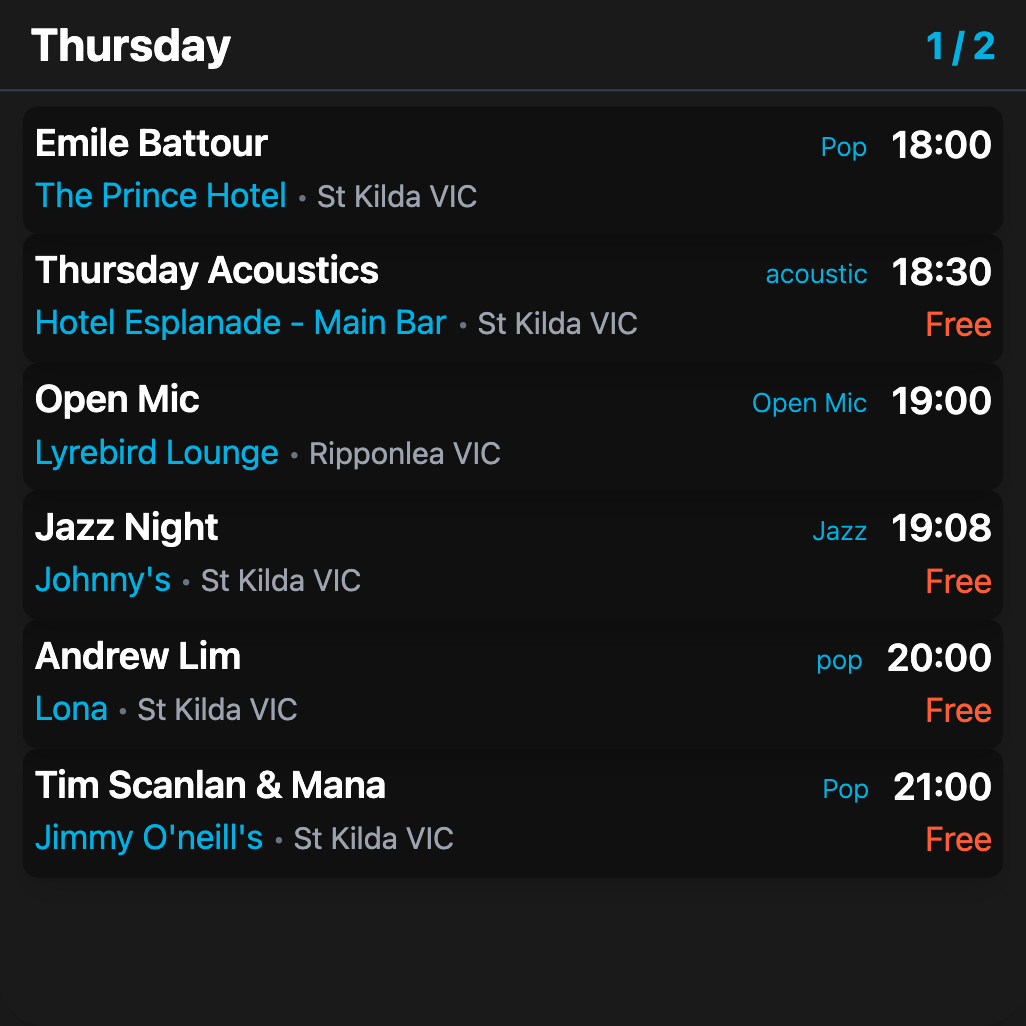 Thursday 1 / 2
Emile Battour Pop 18:00
The Prince Hotel • St Kilda VIC
Thursday Acoustics acoustic 18:30
Hotel Esplanade - Main Bar • St Kilda VIC Free
Open Mic Open Mic 19:00
Lyrebird Lounge • Ripponlea VIC
Jazz Night Jazz 19:08
Johnny's • St Kilda VIC Free
Andrew Lim pop 20:00
Lona • St Kilda VIC Free
Tim Scanlan & Mana Pop 21:00
Jimmy O'neill's • St Kilda VIC Free